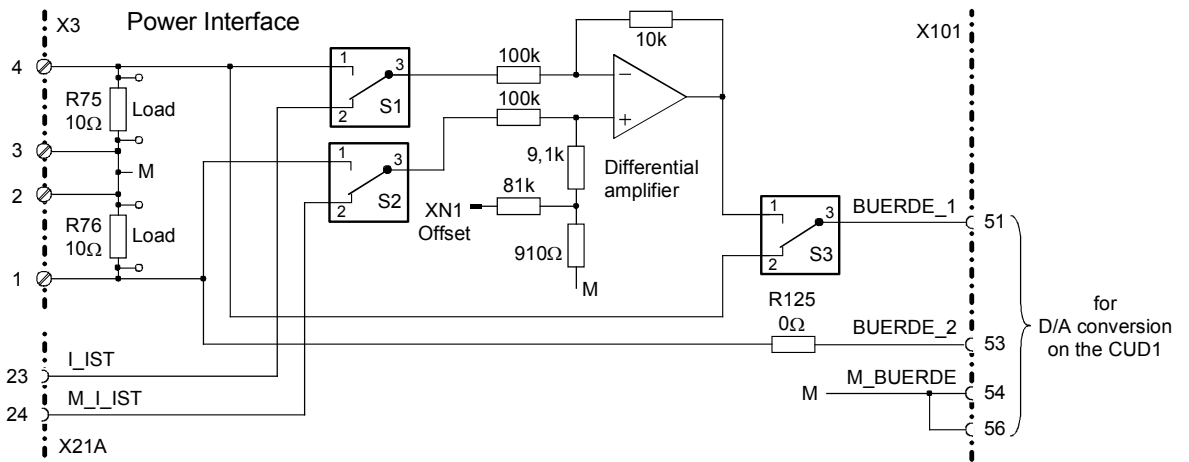 X3
Power Interface
10k
X101
4
1
3
2
S1
100k
100k
R75
10Ω
Load
3
M
2
R76
10Ω
Load
1
1
3
2
S2
9,1k
Differential
amplifier
81k
XN1
Offset
910Ω
M
1
3
2
S3
BUERDE_1
51
R125
0Ω
BUERDE_2
53
M
M_BUERDE
54
56
for
D/A conversion
on the CUD1
23
I_IST
24
M_I_IST
X21A